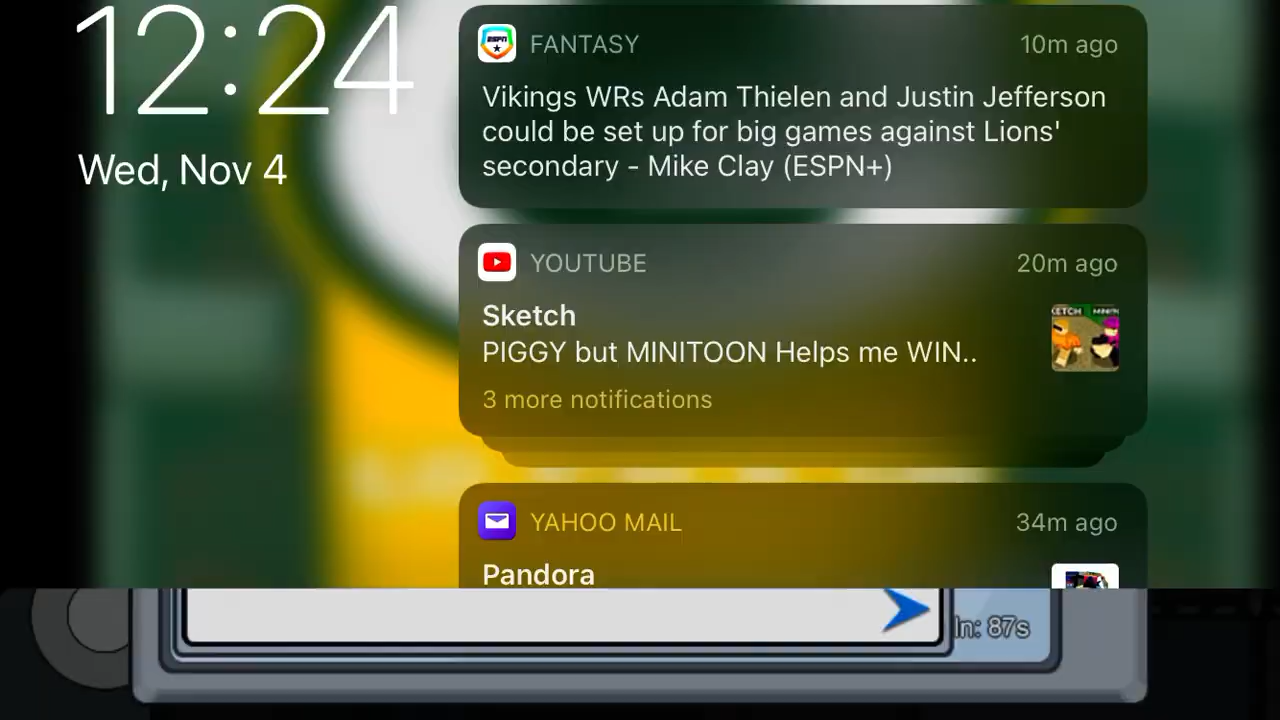 12:24
Wed, Nov 4
FANTASY
10m ago
Vikings WRs Adam Thielen and Justin Jefferson
could be set up for big games against Lions'
secondary - Mike Clay (ESPN+)
YOUTUBE
20m ago
Sketch
PIGGY but MINITOON Helps me WIN..
3 more notifications
YAHOO MAIL
34m ago
Pandora
In: 87s